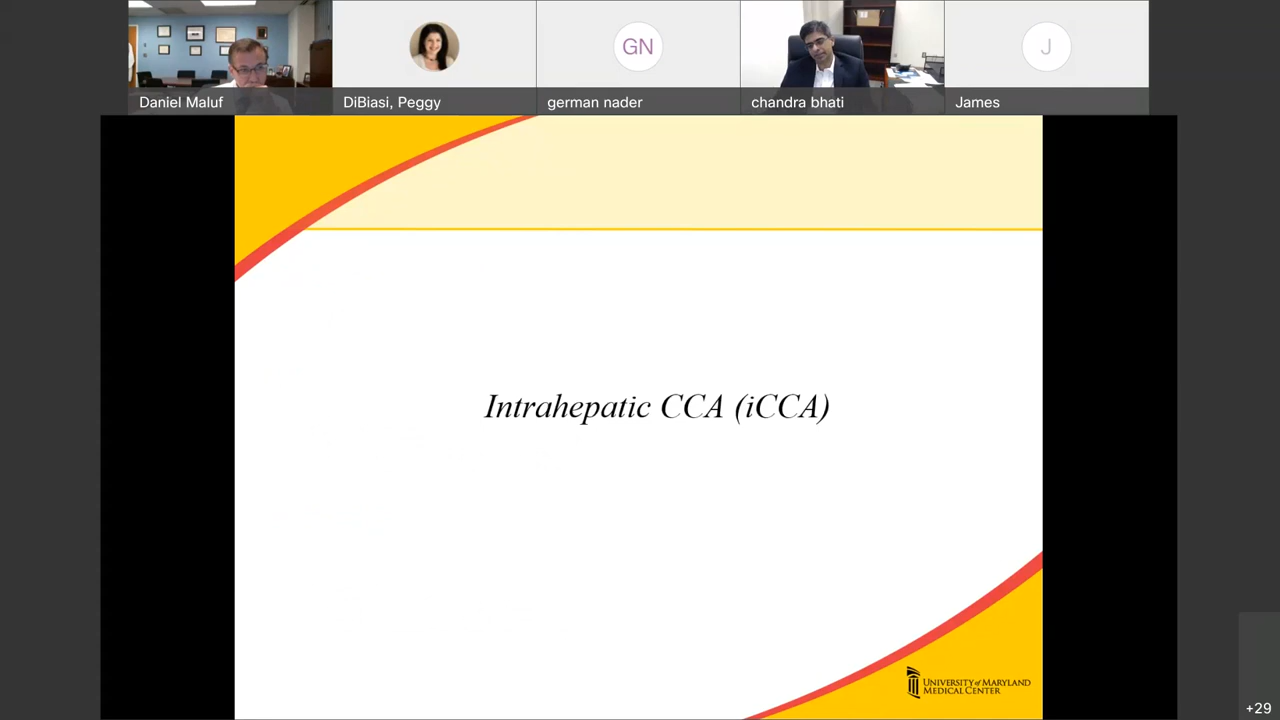 Daniel Maluf
DiBiasi, Peggy
GN
german nader
chandra bhati
J
James
Intrahepatic CCA (iCCA)
UNIVERSITY of MARYLAND
MEDICAL CENTER
+29